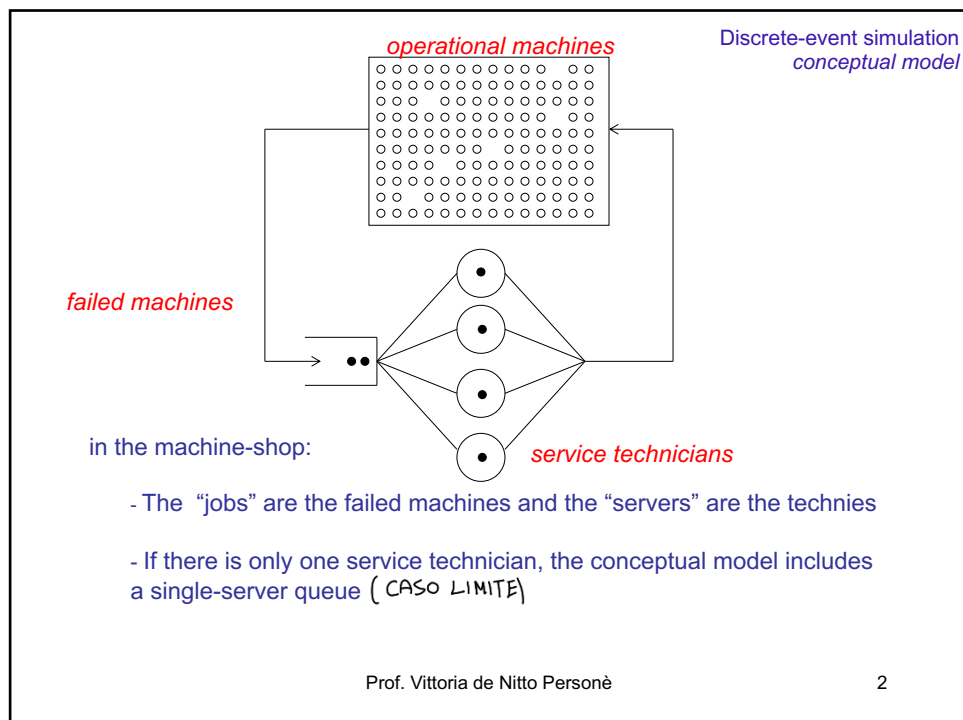 operational machines
Discrete-event simulation
conceptual model
failed machines
in the machine-shop:
service technicians
- The “jobs” are the failed machines and the “servers” are the technies
- If there is only one service technician, the conceptual model includes
a single-server queue (CASO LIMITE)
Prof. Vittoria de Nitto Personè
2